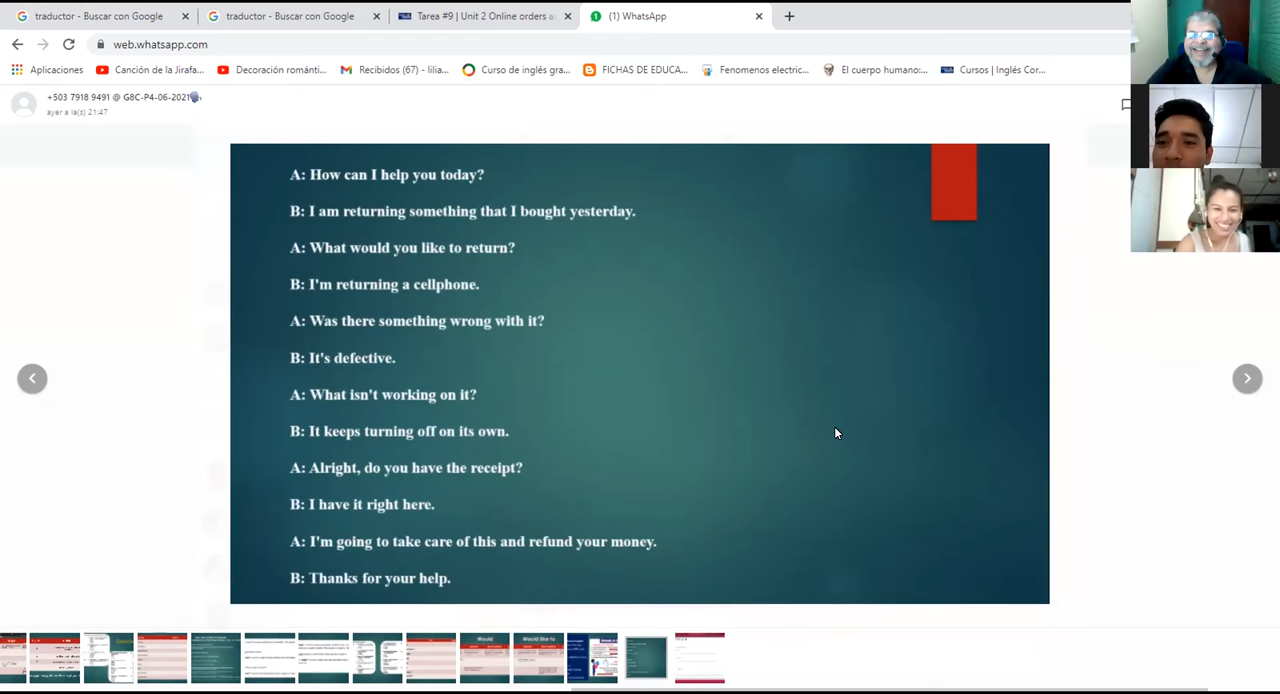 traductor - Buscar con Google
traductor - Buscar con Google
Tarea #9 | Unit 2 Online orders a
(1) WhatsApp
web.whatsapp.com
Aplicaciones
Canción de la Jirafa...
Decoración románti...
Recibidos (67) - lilia...
Curso de inglés gra...
FICHAS DE EDUCA...
Fenomenos electric...
El cuerpo humano:...
Cursos | Inglés Cor...
+503 7918 9491 @ G8C-P4-06-2021
ayer a la(s) 21:47
A: How can I help you today?
B: I am returning something that I bought yesterday.
A: What would you like to return?
B: I'm returning a cellphone.
A: Was there something wrong with it?
B: It's defective.
A: What isn't working on it?
B: It keeps turning off on its own.
A: Alright, do you have the receipt?
B: I have it right here.
A: I'm going to take care of this and refund your money.
B: Thanks for your help.
Would
Would like to